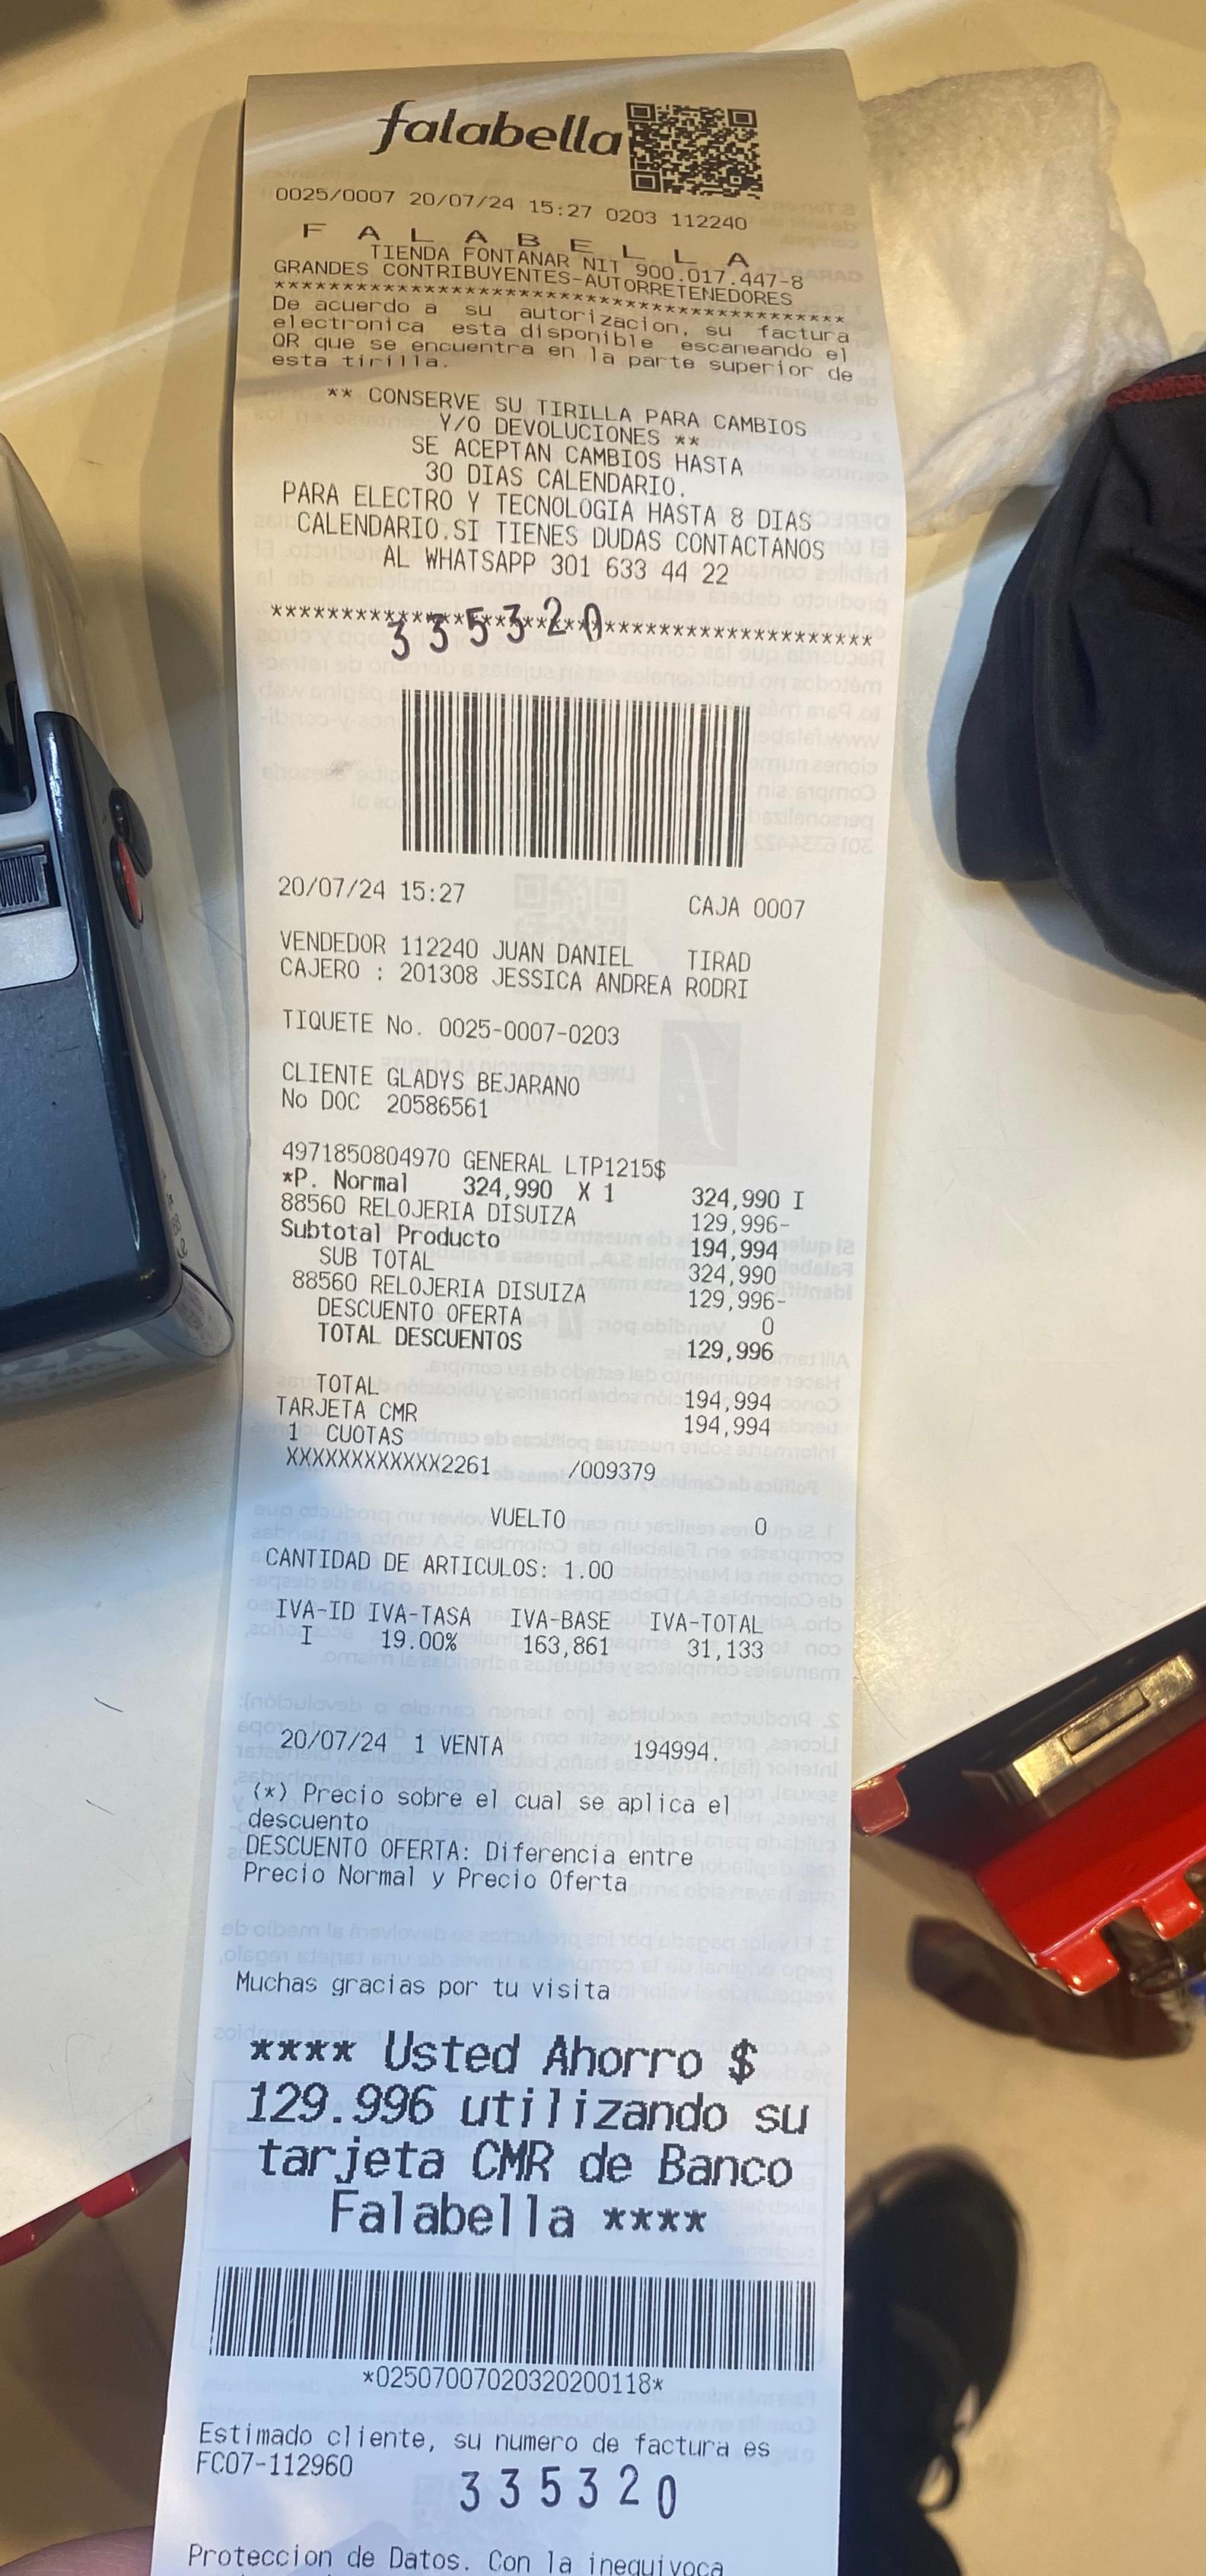 falabella
0025/0007 20/07/24 15:27 0203 112240
F A L A B E L L A
TIENDA FONTANAR NIT 900.017.447-8
GRANDES CONTRIBUYENTES-AUTORRETENEDORES
******************************************
De acuerdo a su autorizacion, su factura
electronica esta disponible escaneando el
QR que se encuentra en la parte superior de
esta tirilla.
** CONSERVE SU TIRILLA PARA CAMBIOS
Y/O DEVOLUCIONES **
SE ACEPTAN CAMBIOS HASTA
30 DIAS CALENDARIO.
PARA ELECTRO Y TECNOLOGIA HASTA 8 DIAS
CALENDARIO.SI TIENES DUDAS CONTACTANOS
AL WHATSAPP 301 633 44 22
******************************************
335320
20/07/24 15:27 CAJA 0007
VENDEDOR 112240 JUAN DANIEL TIRAD
CAJERO : 201308 JESSICA ANDREA RODRI
TIQUETE No. 0025-0007-0203
CLIENTE GLADYS BEJARANO
No DOC 20586561
4971850804970 GENERAL LTP1215$
*P. Normal 324,990 X 1 324,990 I
88560 RELOJERIA DISUIZA 129,996-
Subtotal Producto 194,994
SUB TOTAL 324,990
88560 RELOJERIA DISUIZA 129,996-
DESCUENTO OFERTA 0
TOTAL DESCUENTOS 129,996
TOTAL 194,994
TARJETA CMR 194,994
1 CUOTAS
XXXXXXXXXXXX2261 /009379
VUELTO 0
CANTIDAD DE ARTICULOS: 1.00
IVA-ID IVA-TASA IVA-BASE IVA-TOTAL
I 19.00% 163,861 31,133
20/07/24 1 VENTA 194994.
(*) Precio sobre el cual se aplica el
descuento
DESCUENTO OFERTA: Diferencia entre
Precio Normal y Precio Oferta
Muchas gracias por tu visita
**** Usted Ahorro $
129.996 utilizando su
tarjeta CMR de Banco
Falabella ****
*02507007020320200118*
Estimado cliente, su numero de factura es
FC07-112960
335320
Proteccion de Datos. Con la inequivoca